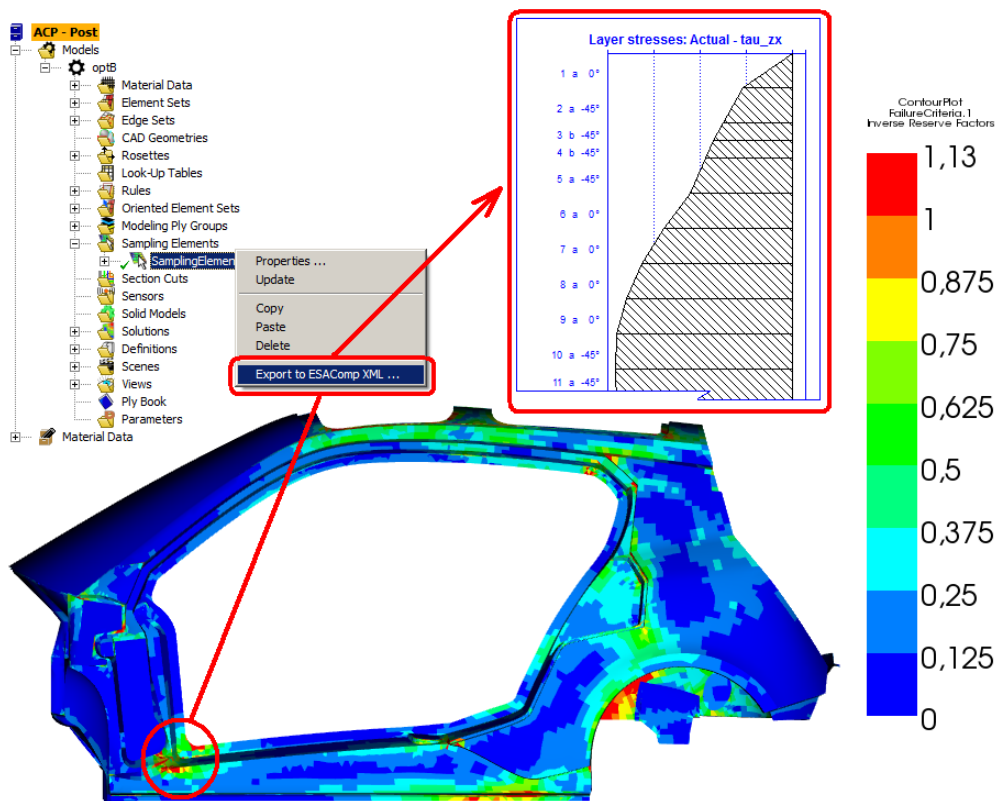 ACP - Post
Models
optB
Material Data
Element Sets
Edge Sets
CAD Geometries
Rosettes
Look-Up Tables
Rules
Oriented Element Sets
Modeling Ply Groups
Sampling Elements
SamplingElemen
Section Cuts
Sensors
Solid Models
Solutions
Definitions
Scenes
Views
Ply Book
Parameters
Material Data
Properties ...
Update
Copy
Paste
Delete
Export to ESAComp XML ...
Layer stresses: Actual - tau_zx
1 a 0°
2 a -45°
3 b -45°
4 b -45°
5 a -45°
6 a 0°
7 a 0°
8 a 0°
9 a 0°
10 a -45°
11 a -45°
ContourPlot
FailureCriteria.1
Inverse Reserve Factors
1,13
1
0,875
0,75
0,625
0,5
0,375
0,25
0,125
0